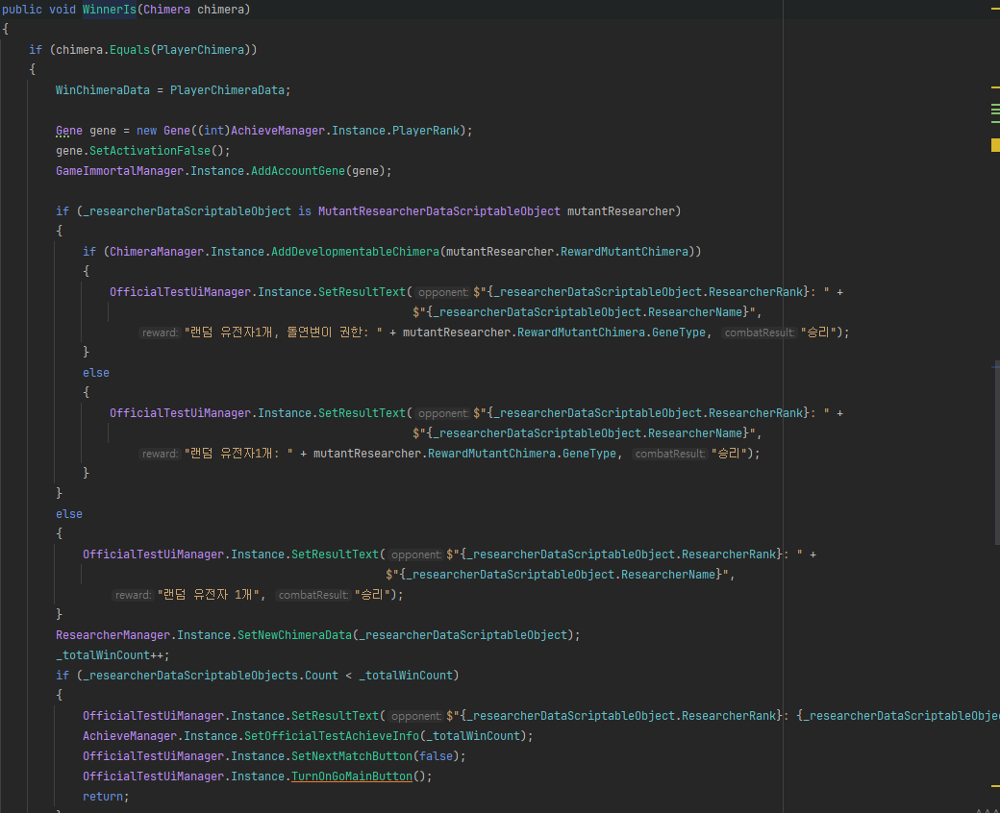 public void WinnerIs(Chimera chimera)
{
if (chimera.Equals(PlayerChimera))
{
WinChimeraData = PlayerChimeraData;
Gene gene = new Gene((int)AchieveManager.Instance.PlayerRank);
gene.SetActivationFalse();
GameImmortalManager.Instance.AddAccountGene(gene);
if (_researcherDataScriptableObject is MutantResearcherDataScriptableObject mutantResearcher)
{
if (ChimeraManager.Instance.AddDevelopmentableChimera(mutantResearcher.RewardMutantChimera))
{
OfficialTestUiManager.Instance.SetResultText( opponent: $"{_researcherDataScriptableObject.ResearcherRank}: " +
$"{_researcherDataScriptableObject.ResearcherName}",
reward: "랜덤 유전자1개, 돌연변이 권한: " + mutantResearcher.RewardMutantChimera.GeneType, combatResult: "승리");
}
else
{
OfficialTestUiManager.Instance.SetResultText( opponent: $"{_researcherDataScriptableObject.ResearcherRank}: " +
$"{_researcherDataScriptableObject.ResearcherName}",
reward: "랜덤 유전자1개: " + mutantResearcher.RewardMutantChimera.GeneType, combatResult: "승리");
}
}
else
{
OfficialTestUiManager.Instance.SetResultText( opponent: $"{_researcherDataScriptableObject.ResearcherRank}: " +
$"{_researcherDataScriptableObject.ResearcherName}",
reward: "랜덤 유전자 1개", combatResult: "승리");
}
ResearcherManager.Instance.SetNewChimeraData(_researcherDataScriptableObject);
_totalWinCount++;
if (_researcherDataScriptableObjects.Count < _totalWinCount)
{
OfficialTestUiManager.Instance.SetResultText( opponent: $"{_researcherDataScriptableObject.ResearcherRank}: {_researcherDataScriptableObje
AchieveManager.Instance.SetOfficialTestAchieveInfo(_totalWinCount);
OfficialTestUiManager.Instance.SetNextMatchButton(false);
OfficialTestUiManager.Instance.TurnOnGoMainButton();
return;